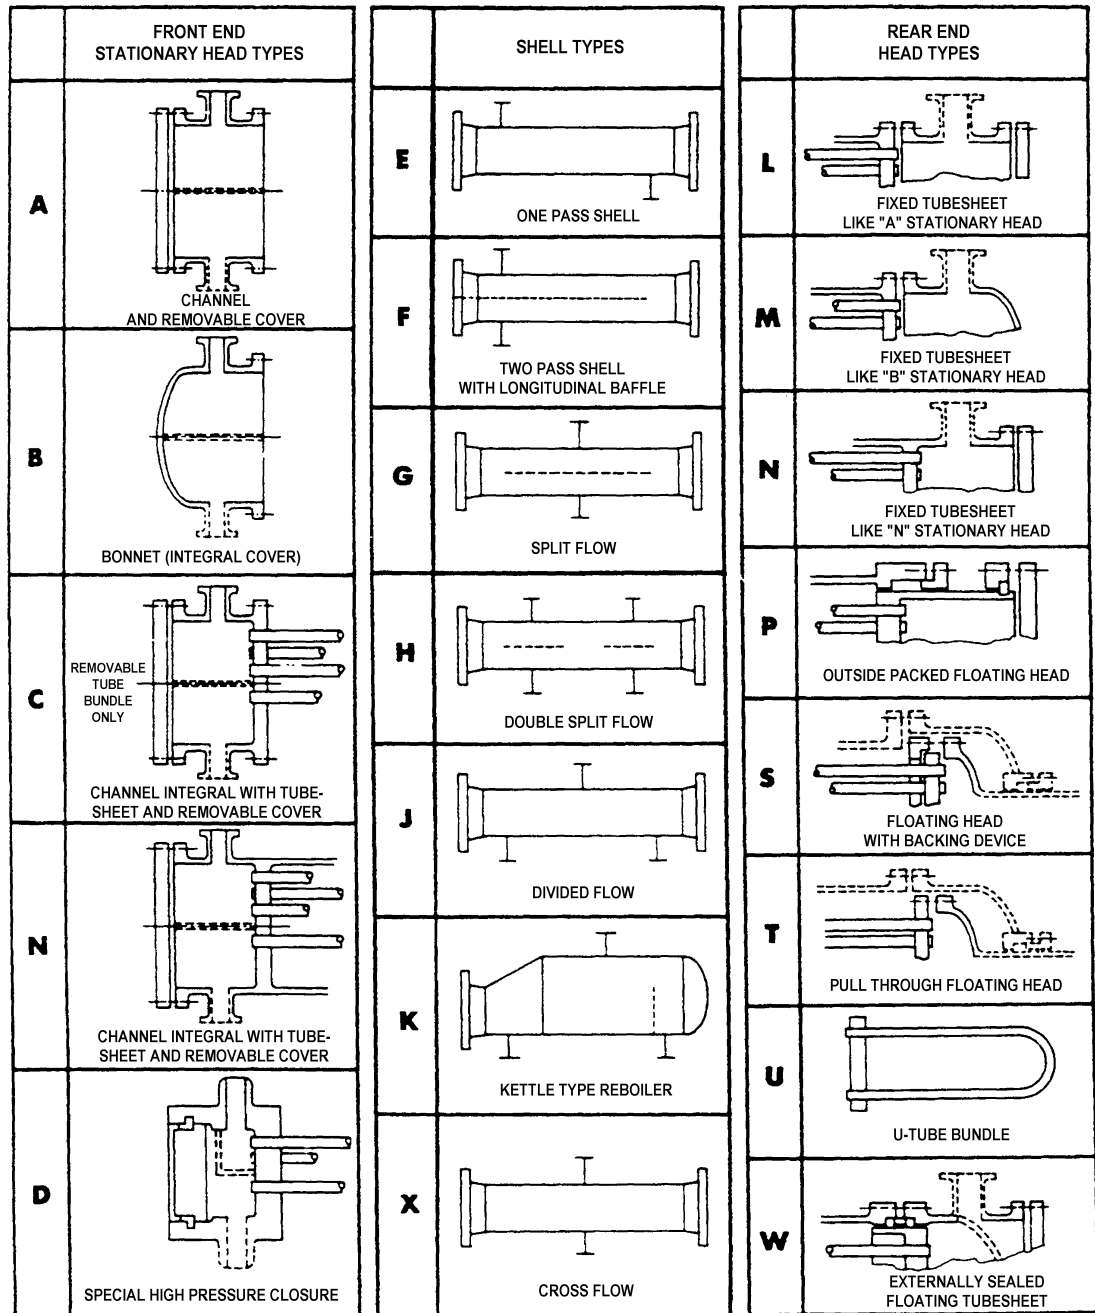 FRONT END
STATIONARY HEAD TYPES
A
CHANNEL
AND REMOVABLE COVER
B
BONNET (INTEGRAL COVER)
C
REMOVABLE
TUBE
BUNDLE
ONLY
CHANNEL INTEGRAL WITH TUBE-
SHEET AND REMOVABLE COVER
N
CHANNEL INTEGRAL WITH TUBE-
SHEET AND REMOVABLE COVER
D
SPECIAL HIGH PRESSURE CLOSURE
SHELL TYPES
E
ONE PASS SHELL
F
TWO PASS SHELL
WITH LONGITUDINAL BAFFLE
G
SPLIT FLOW
H
DOUBLE SPLIT FLOW
J
DIVIDED FLOW
K
KETTLE TYPE REBOILER
X
CROSS FLOW
REAR END
HEAD TYPES
L
FIXED TUBESHEET
LIKE "A" STATIONARY HEAD
M
FIXED TUBESHEET
LIKE "B" STATIONARY HEAD
N
FIXED TUBESHEET
LIKE "N" STATIONARY HEAD
P
OUTSIDE PACKED FLOATING HEAD
S
FLOATING HEAD
WITH BACKING DEVICE
T
PULL THROUGH FLOATING HEAD
U
U-TUBE BUNDLE
W
EXTERNALLY SEALED
FLOATING TUBESHEET